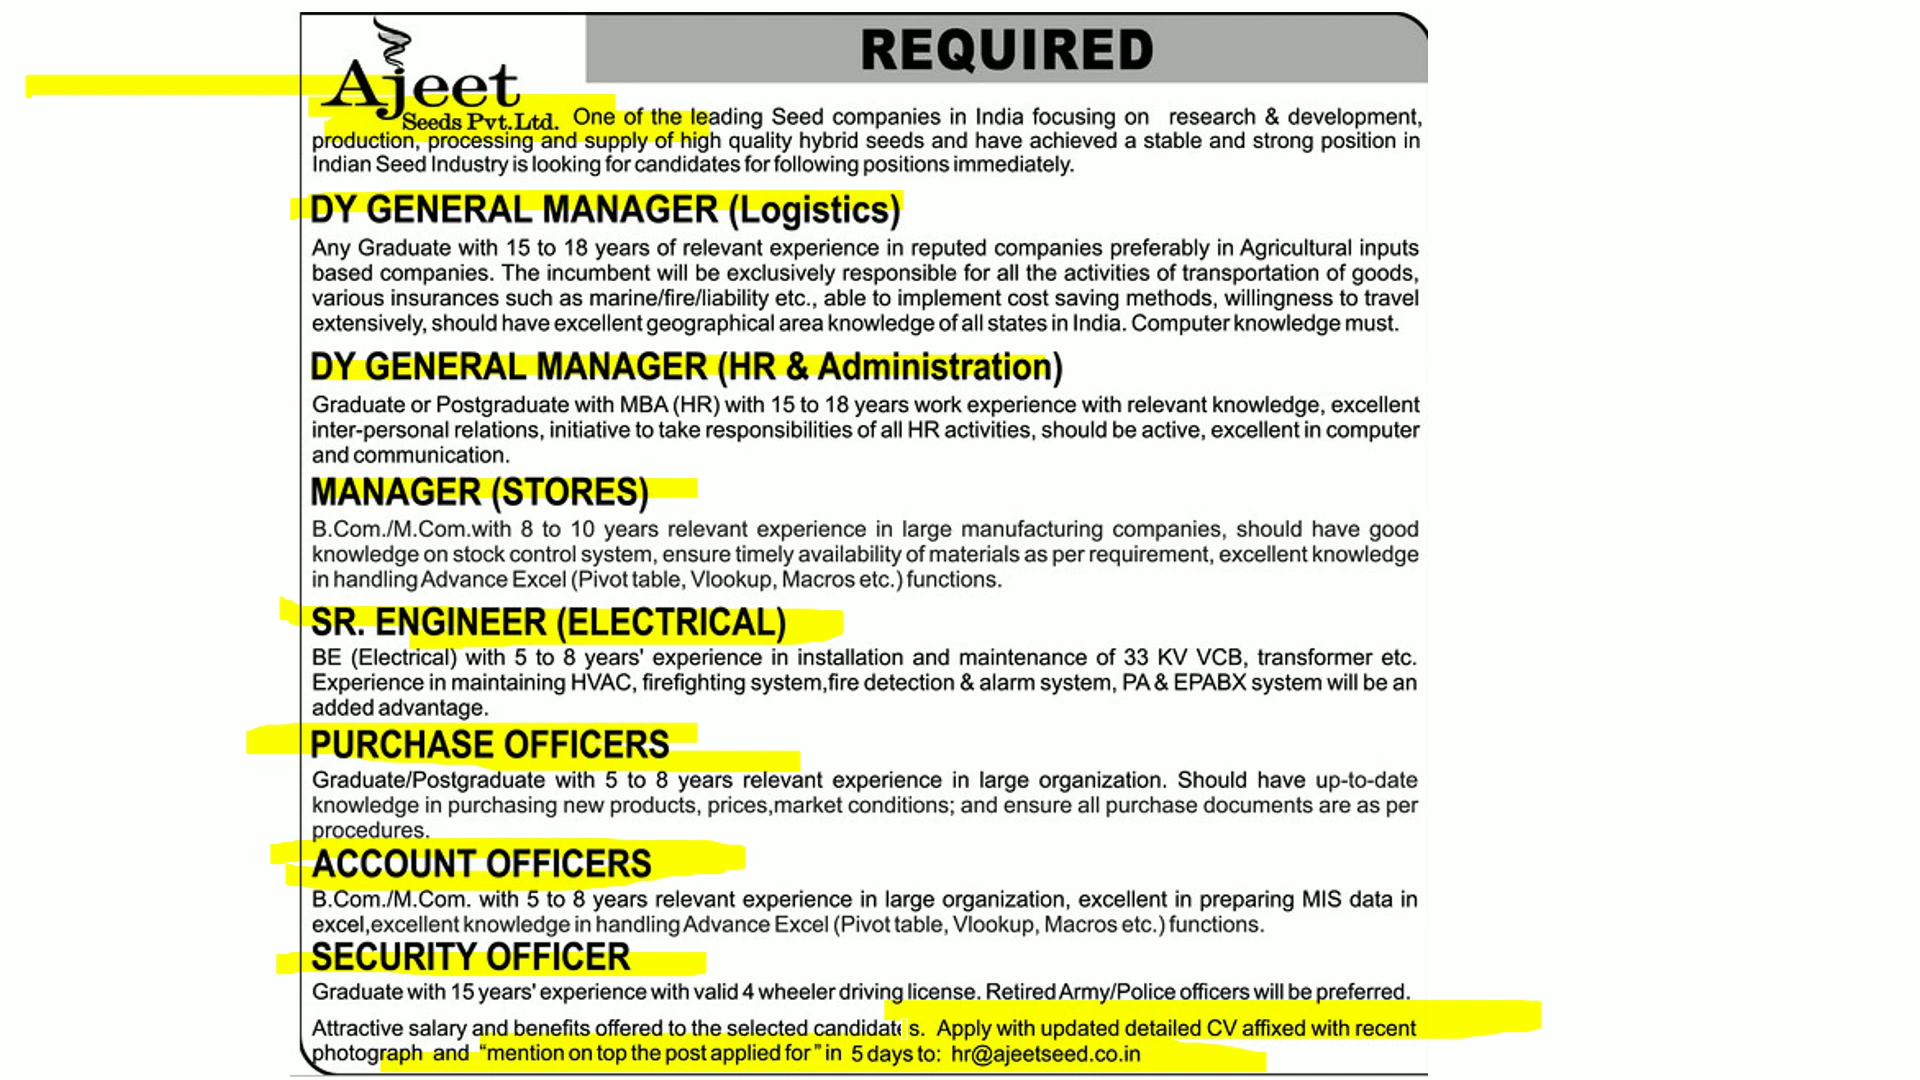 REQUIRED
Ajeet
Seeds Pvt.Ltd. One of the leading Seed companies in India focusing on research & development,
production, processing and supply of high quality hybrid seeds and have achieved a stable and strong position in
Indian Seed Industry is looking for candidates for following positions immediately.
DY GENERAL MANAGER (Logistics)
Any Graduate with 15 to 18 years of relevant experience in reputed companies preferably in Agricultural inputs
based companies. The incumbent will be exclusively responsible for all the activities of transportation of goods,
various insurances such as marine/fire/liability etc., able to implement cost saving methods, willingness to travel
extensively, should have excellent geographical area knowledge of all states in India. Computer knowledge must.
DY GENERAL MANAGER (HR & Administration)
Graduate or Postgraduate with MBA (HR) with 15 to 18 years work experience with relevant knowledge, excellent
inter-personal relations, initiative to take responsibilities of all HR activities, should be active, excellent in computer
and communication.
MANAGER (STORES)
B.Com./M.Com.with 8 to 10 years relevant experience in large manufacturing companies, should have good
knowledge on stock control system, ensure timely availability of materials as per requirement, excellent knowledge
in handling Advance Excel (Pivot table, Vlookup, Macros etc.) functions.
SR. ENGINEER (ELECTRICAL)
BE (Electrical) with 5 to 8 years' experience in installation and maintenance of 33 KV VCB, transformer etc.
Experience in maintaining HVAC, firefighting system,fire detection & alarm system, PA & EPABX system will be an
added advantage.
PURCHASE OFFICERS
Graduate/Postgraduate with 5 to 8 years relevant experience in large organization. Should have up-to-date
knowledge in purchasing new products, prices,market conditions; and ensure all purchase documents are as per
procedures.
ACCOUNT OFFICERS
B.Com./M.Com. with 5 to 8 years relevant experience in large organization, excellent in preparing MIS data in
excel,excellent knowledge in handling Advance Excel (Pivot table, Vlookup, Macros etc.) functions.
SECURITY OFFICER
Graduate with 15 years' experience with valid 4 wheeler driving license. Retired Army/Police officers will be preferred.
Attractive salary and benefits offered to the selected candidates. Apply with updated detailed CV affixed with recent
photograph and “mention on top the post applied for ” in 5 days to: hr@ajeetseed.co.in